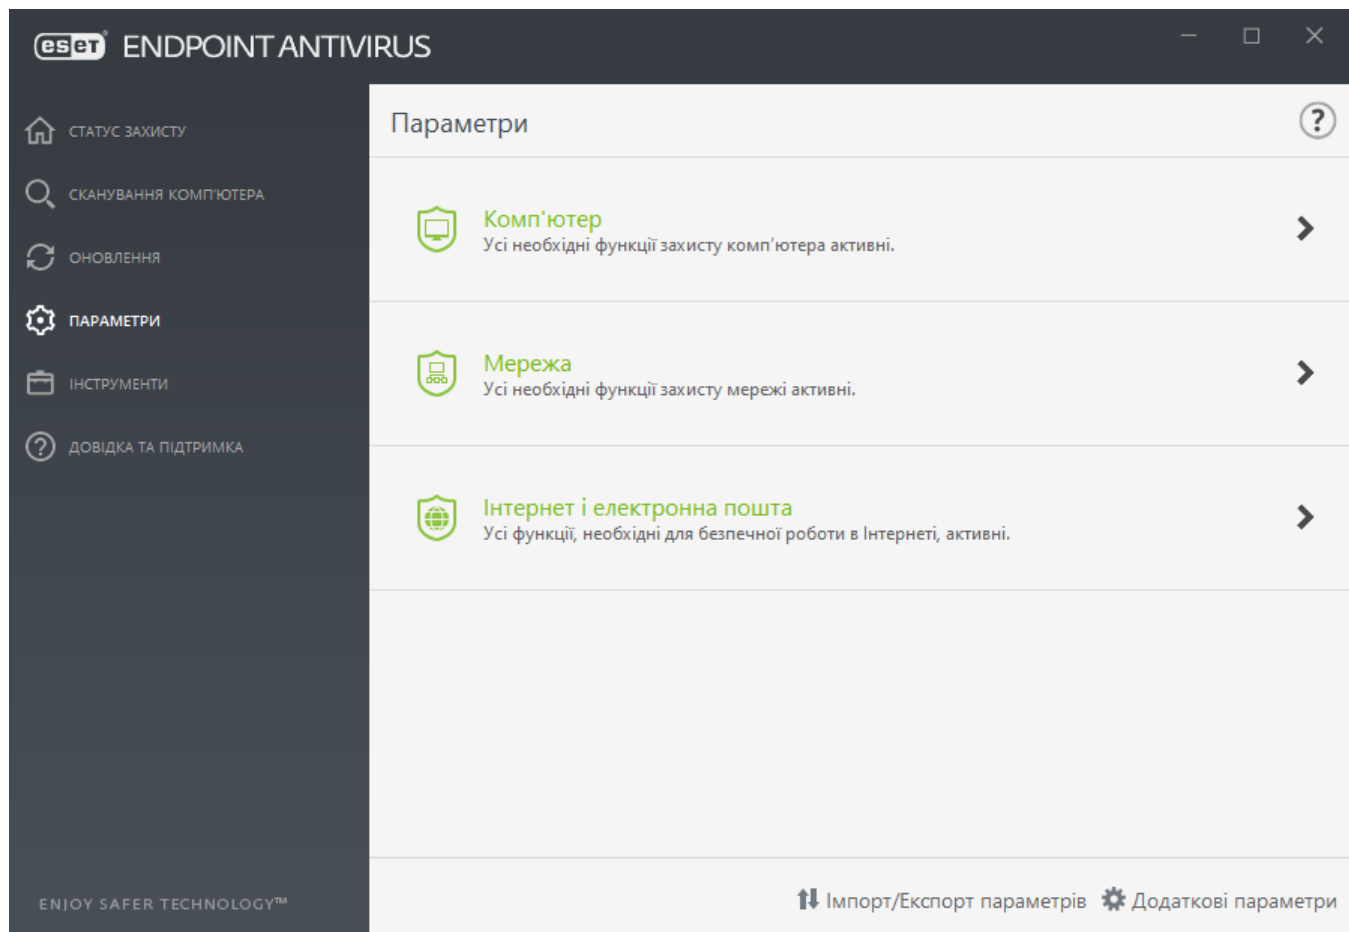 eset ENDPOINT ANTIVIRUS
СТАТУС ЗАХИСТУ
СКАНУВАННЯ КОМП'ЮТЕРА
ОНОВЛЕННЯ
ПАРАМЕТРИ
ІНСТРУМЕНТИ
ДОВІДКА ТА ПІДТРИМКА
ENJOY SAFER TECHNOLOGY™
Параметри
Комп'ютер
Усі необхідні функції захисту комп'ютера активні.
Мережа
Усі необхідні функції захисту мережі активні.
Інтернет і електронна пошта
Усі функції, необхідні для безпечної роботи в Інтернеті, активні.
Імпорт/Експорт параметрів Додаткові параметри